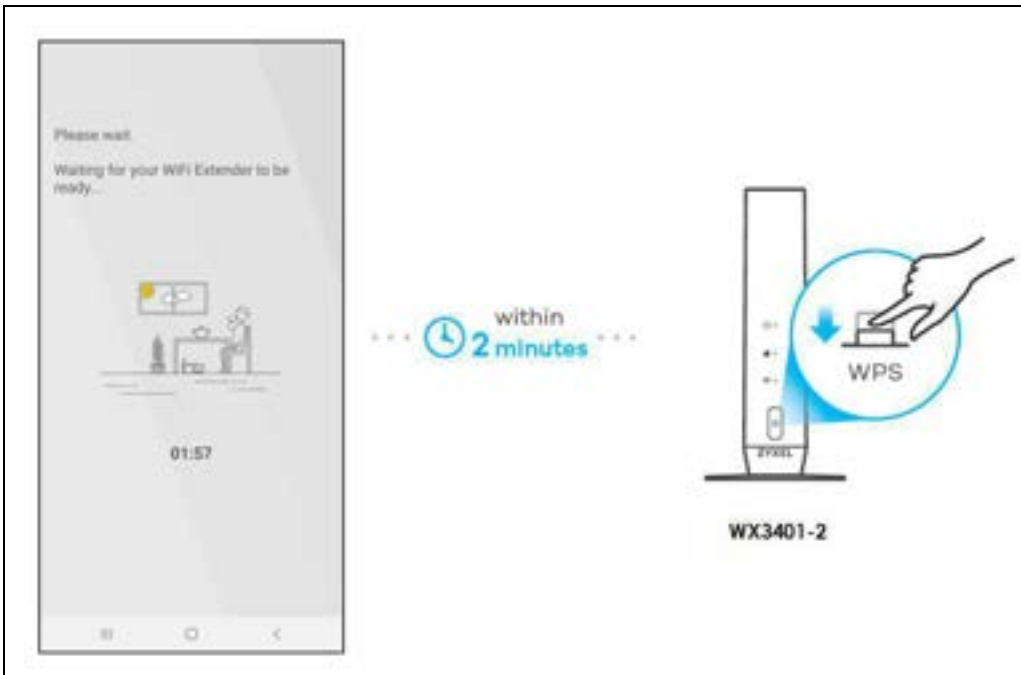 Please wait
Waiting for your WiFi Extender to be
ready...
01:57
within
2 minutes
WPS
ZYXEL
WX3401-2